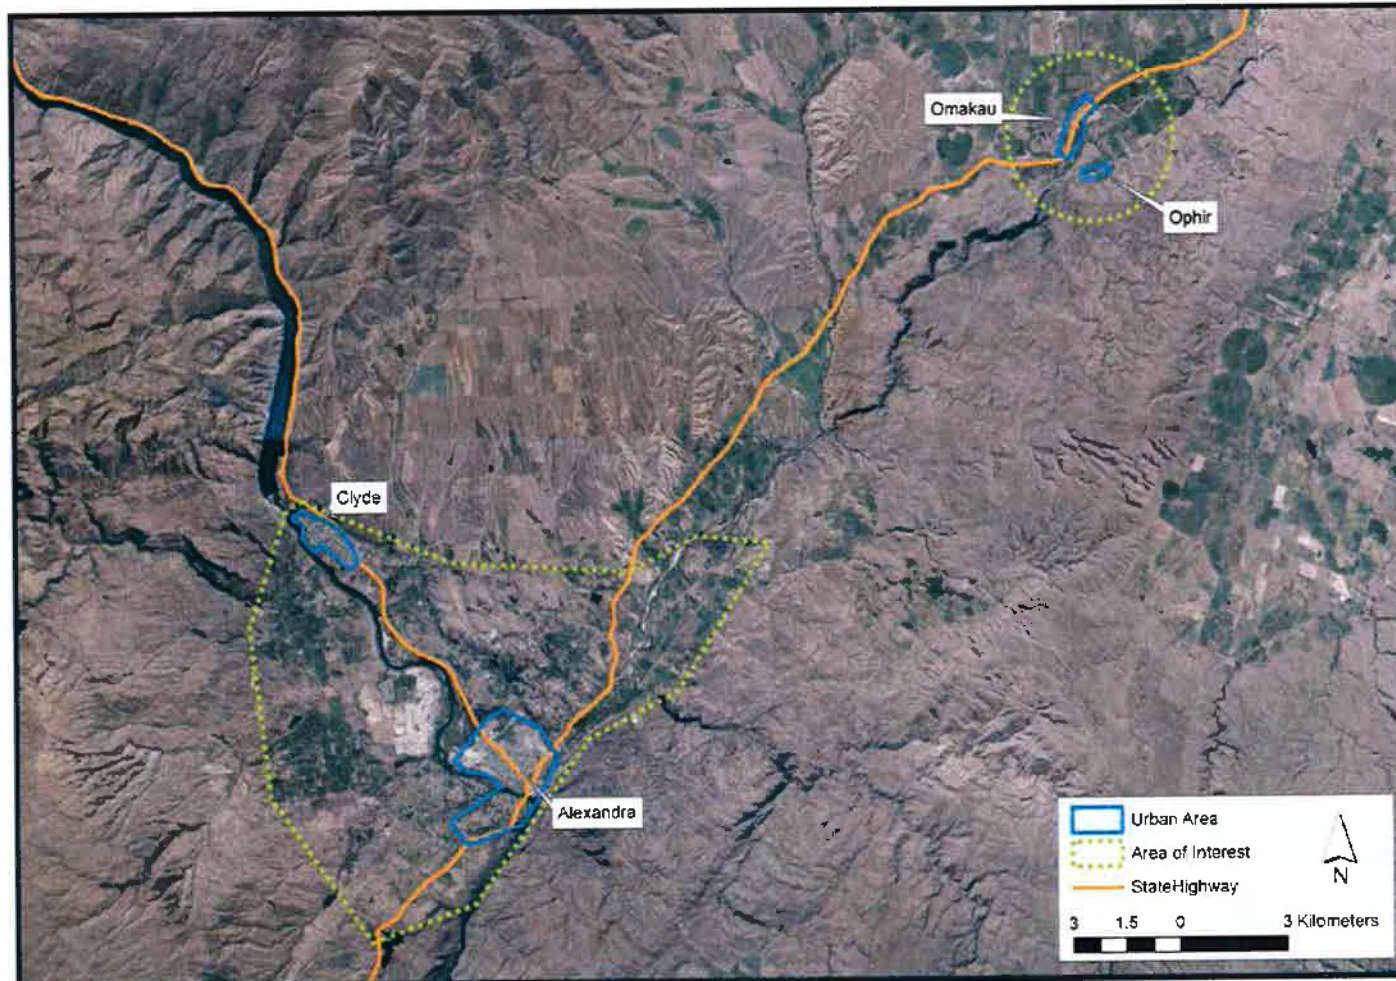 Omakau
Ophir
Clyde
Alexandra
Urban Area
Area of Interest
StateHighway
N
3 1.5 0 3 Kilometers